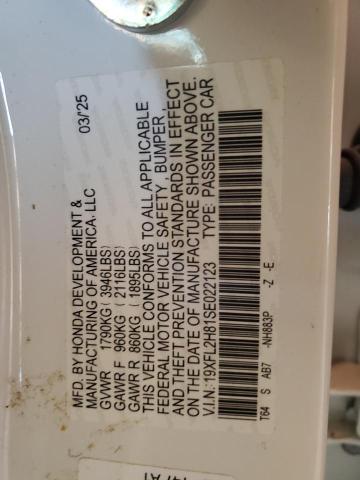 MFD. BY HONDA DEVELOPMENT & 03/'25
MANUFACTURING OF AMERICA. LLC
GVWR 1790KG ( 3946LBS)
GAWR F 960KG ( 2116LBS)
GAWR R 860KG ( 1896LBS)
THIS VEHICLE CONFORMS TO ALL APPLICABLE
FEDERAL MOTOR VEHICLE SAFETY, BUMPER ,
AND THEFT PREVENTION STANDARDS IN EFFECT
ON THE DATE OF MANUFACTURE SHOWN ABOVE.
V.I.N.:19XFL2H81SE022123 TYPE: PASSENGER CAR
T64 S AB7 -NH883P -Z -E